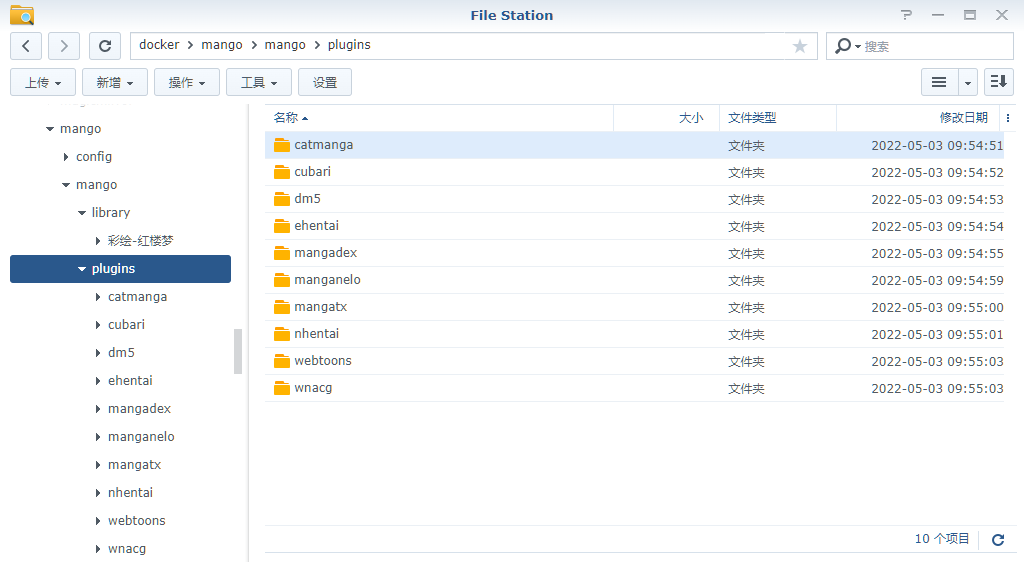 File Station
docker mango mango plugins
搜索
上传 新增 操作 工具 设置
mango
config
mango
library
彩绘-红楼梦
plugins
catmanga
cubari
dm5
ehentai
mangadex
manganelo
mangatx
nhentai
webtoons
wnacg
名称 大小 文件类型 修改日期
catmanga 文件夹 2022-05-03 09:54:51
cubari 文件夹 2022-05-03 09:54:52
dm5 文件夹 2022-05-03 09:54:53
ehentai 文件夹 2022-05-03 09:54:54
mangadex 文件夹 2022-05-03 09:54:55
manganelo 文件夹 2022-05-03 09:54:59
mangatx 文件夹 2022-05-03 09:55:00
nhentai 文件夹 2022-05-03 09:55:01
webtoons 文件夹 2022-05-03 09:55:03
wnacg 文件夹 2022-05-03 09:55:03
10 个项目